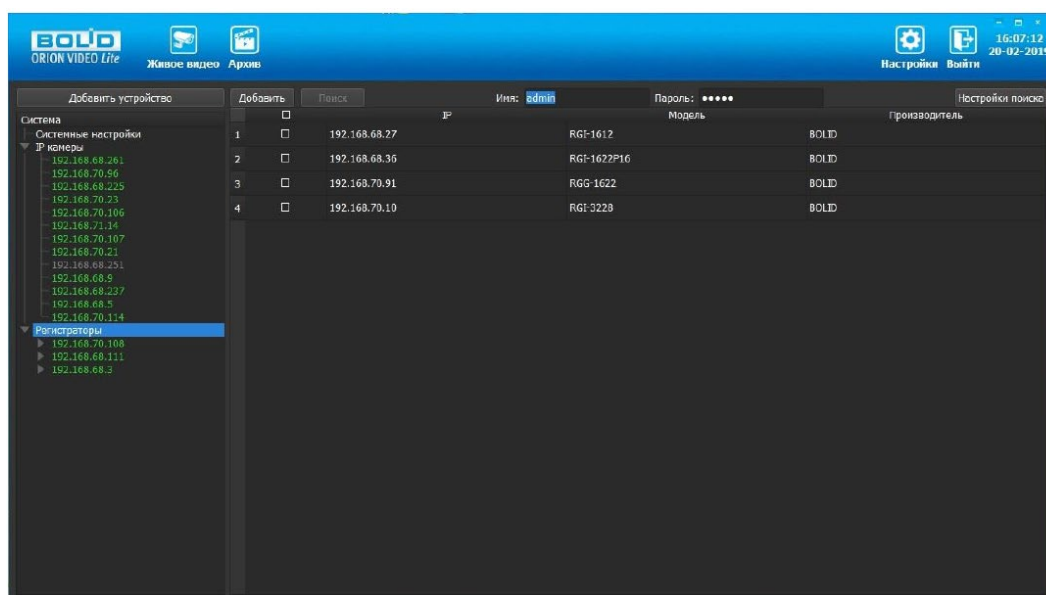 BOLID
ORION VIDEO Lite
Живое видео
Архив
Настройки
Выйти
16:07:12
20-02-201
Добавить устройство
Добавить
Поиск
Имя: admin
Пароль: •••••
Настройки поиска
Система
Системные настройки
IP камеры
192.168.68.261
192.168.70.96
192.168.68.225
192.168.70.23
192.168.70.106
192.168.71.14
192.168.70.107
192.168.70.21
192.168.68.251
192.168.68.9
192.168.68.237
192.168.68.5
192.168.70.114
Регистраторы
192.168.70.108
192.168.68.111
192.168.68.3
IP Модель Производитель
1 192.168.68.27 RGI-1612 BOLID
2 192.168.68.36 RGI-1622P16 BOLID
3 192.168.70.91 RGG-1622 BOLID
4 192.168.70.10 RGI-3228 BOLID